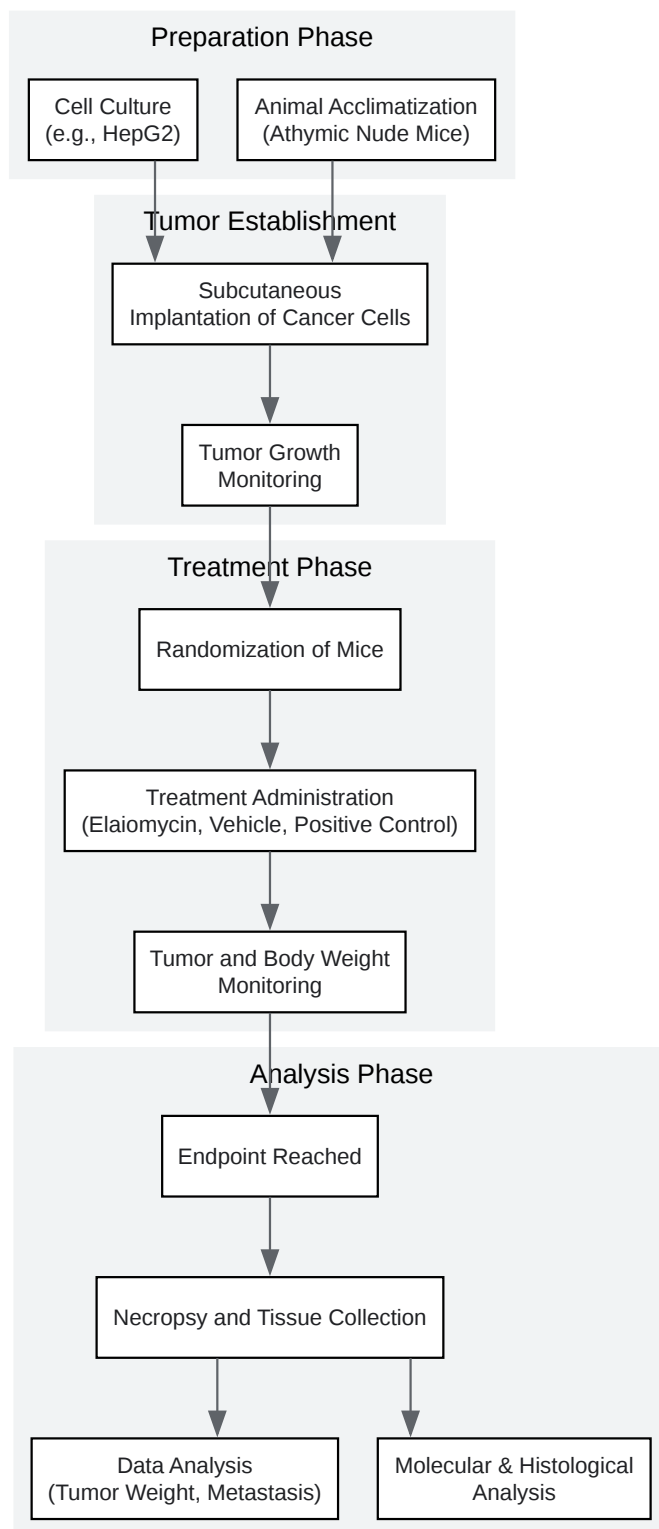 Preparation Phase
Cell Culture
(e.g., HepG2)
Animal Acclimatization
(Athymic Nude Mice)
Tumor Establishment
Subcutaneous
Implantation of Cancer Cells
Tumor Growth
Monitoring
Treatment Phase
Randomization of Mice
Treatment Administration
(Elaiomycin, Vehicle, Positive Control)
Tumor and Body Weight
Monitoring
Analysis Phase
Endpoint Reached
Necropsy and Tissue Collection
Data Analysis
(Tumor Weight, Metastasis)
Molecular & Histological
Analysis